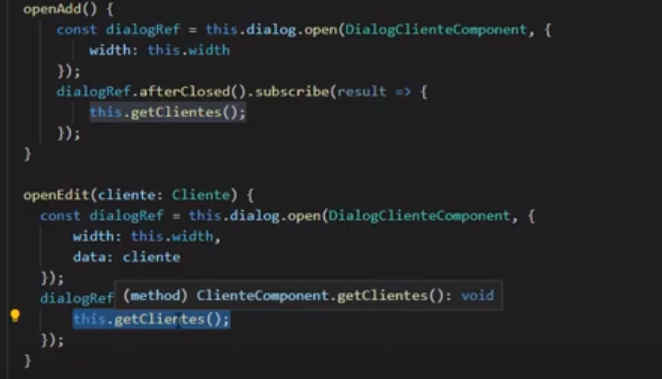 openAdd() {
const dialogRef = this.dialog.open(DialogClienteComponent, {
width: this.width
});
dialogRef.afterClosed().subscribe(result => {
this.getClientes();
});
}
openEdit(cliente: Cliente) {
const dialogRef = this.dialog.open(DialogClienteComponent, {
width: this.width,
data: cliente
});
dialogRef
(method) ClienteComponent.getClientes(): void
this.getClientes();
});
}